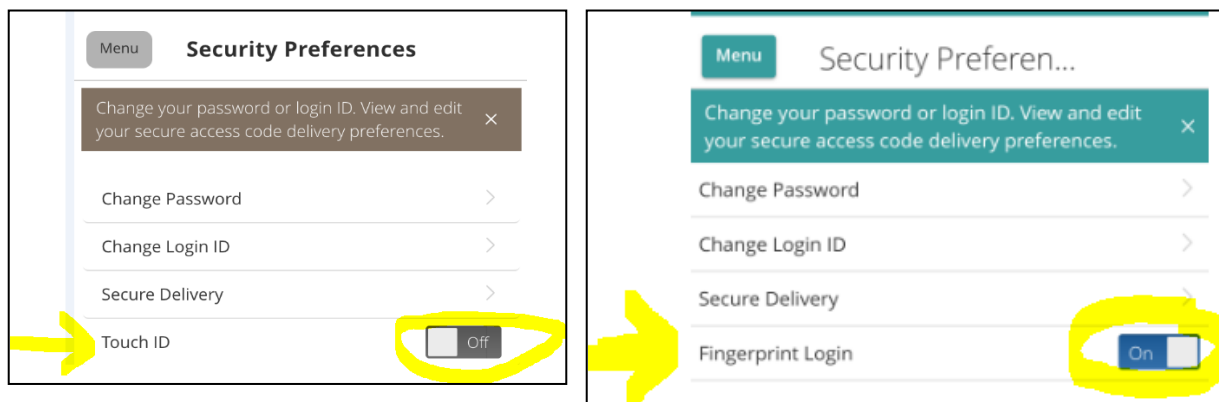 Menu
Security Preferences
Change your password or login ID. View and edit
your secure access code delivery preferences.
×
Change Password
Change Login ID
Secure Delivery
Touch ID
Off
Menu
Security Preferen...
Change your password or login ID. View and edit
your secure access code delivery preferences.
×
Change Password
Change Login ID
Secure Delivery
Fingerprint Login
On